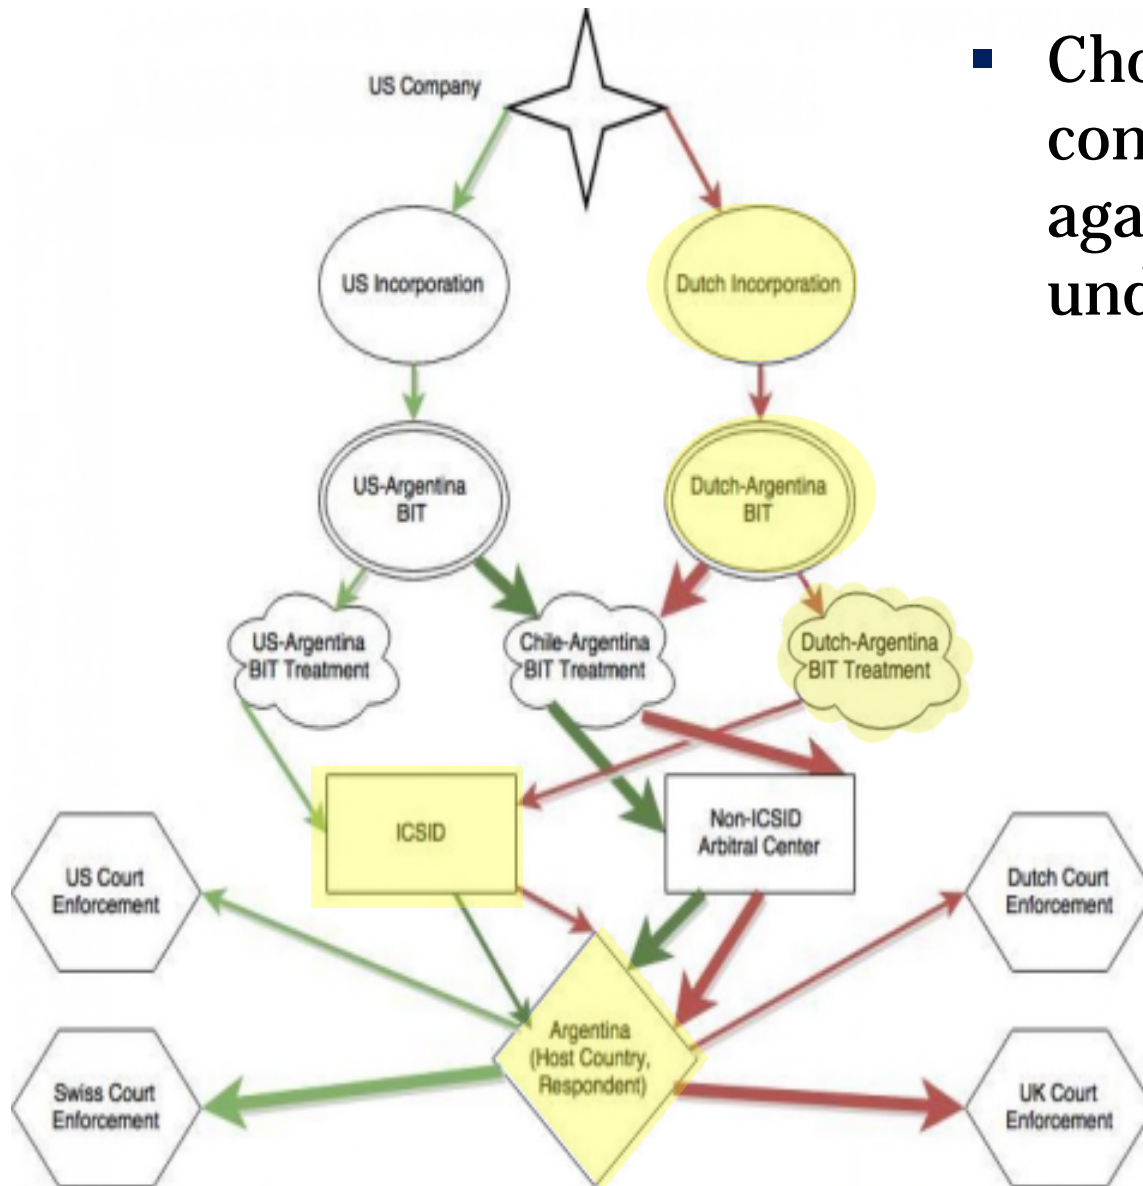 US Company
Cho
con
aga
und
US Incorporation
Dutch Incorporation
US-Argentina
BIT
Dutch-Argentina
BIT
US-Argentina
BIT Treatment
Chile-Argentina
BIT Treatment
Dutch-Argentina
BIT Treatment
ICSID
Non-ICSID
Arbitral Center
US Court
Enforcement
Dutch Court
Enforcement
Argentina
(Host Country,
Respondent)
Swiss Court
Enforcement
UK Court
Enforcement